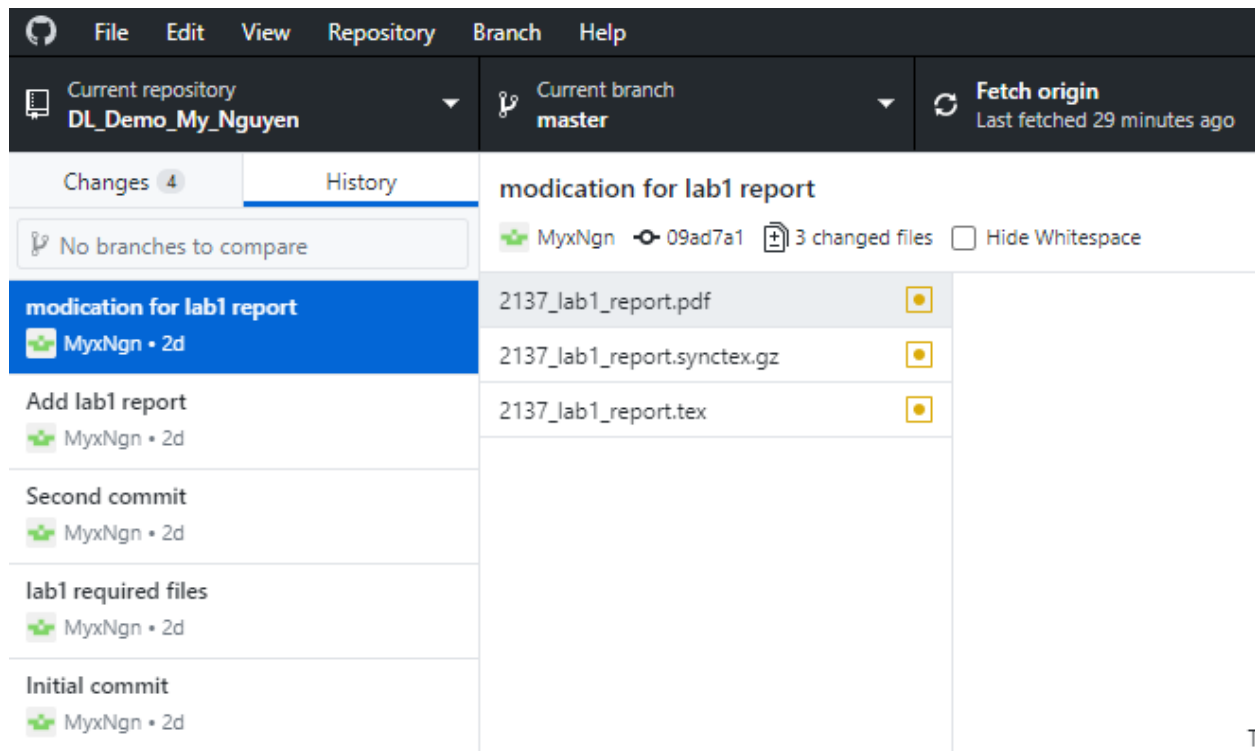 File Edit View Repository Branch Help
Current repository
DL_Demo_My_Nguyen
Current branch
master
Fetch origin
Last fetched 29 minutes ago
Changes 4
History
No branches to compare
modication for lab1 report
MyxNgn • 2d
Add lab1 report
MyxNgn • 2d
Second commit
MyxNgn • 2d
lab1 required files
MyxNgn • 2d
Initial commit
MyxNgn • 2d
modication for lab1 report
MyxNgn 09ad7a1 3 changed files Hide Whitespace
2137_lab1_report.pdf
2137_lab1_report.synctex.gz
2137_lab1_report.tex